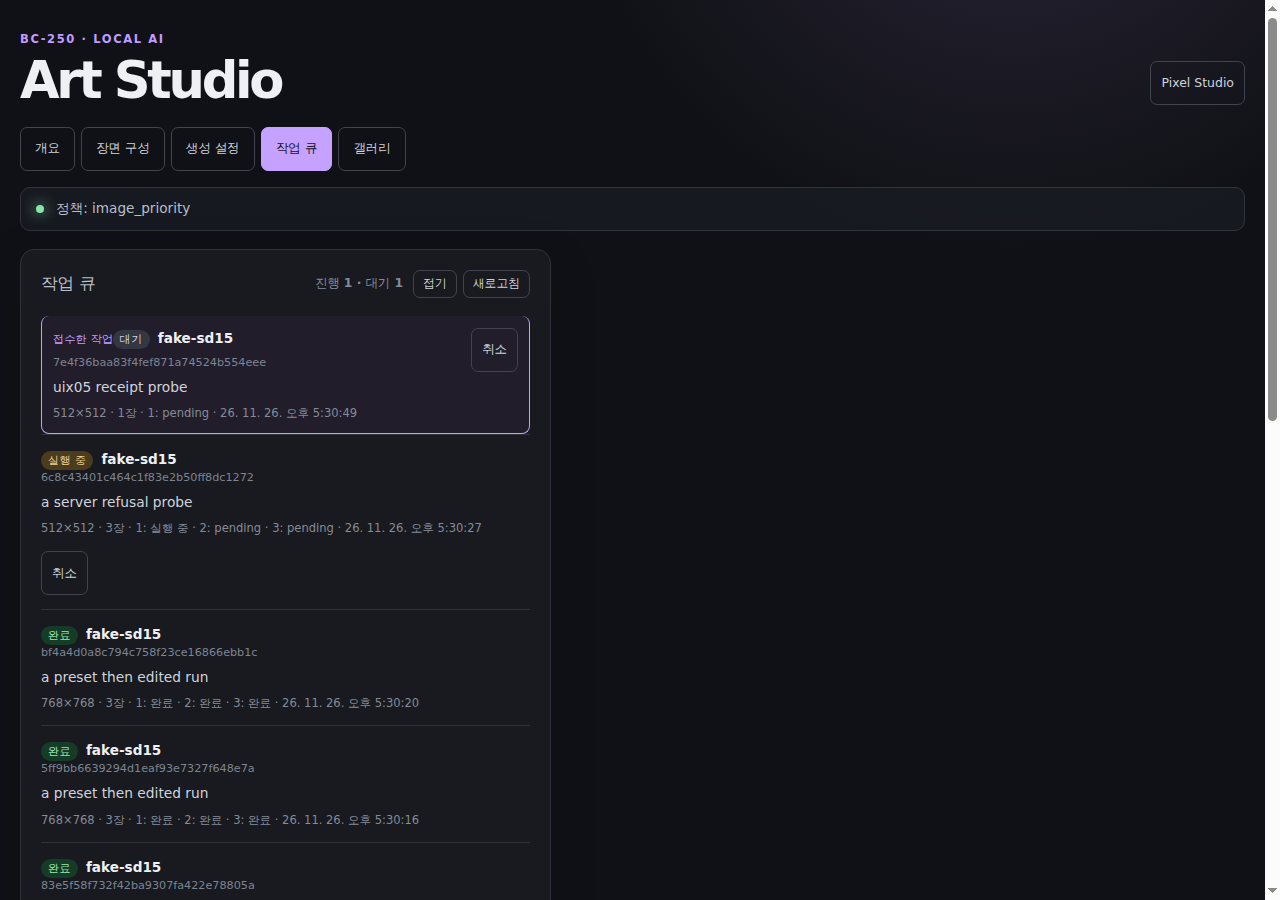 BC-250 · LOCAL AI
Art Studio
Pixel Studio
개요 장면 구성 생성 설정 작업 큐 갤러리
정책: image_priority
작업 큐 진행 1 · 대기 1 접기 새로고침
접수한 작업 대기 fake-sd15 취소
7e4f36baa83f4fef871a74524b554eee
uix05 receipt probe
512×512 · 1장 · 1: pending · 26. 11. 26. 오후 5:30:49
실행 중 fake-sd15
6c8c43401c464c1f83e2b50ff8dc1272
a server refusal probe
512×512 · 3장 · 1: 실행 중 · 2: pending · 3: pending · 26. 11. 26. 오후 5:30:27
취소
완료 fake-sd15
bf4a4d0a8c794c758f23ce16866ebb1c
a preset then edited run
768×768 · 3장 · 1: 완료 · 2: 완료 · 3: 완료 · 26. 11. 26. 오후 5:30:20
완료 fake-sd15
5ff9bb6639294d1eaf93e7327f648e7a
a preset then edited run
768×768 · 3장 · 1: 완료 · 2: 완료 · 3: 완료 · 26. 11. 26. 오후 5:30:16
완료 fake-sd15
83e5f58f732f42ba9307fa422e78805a